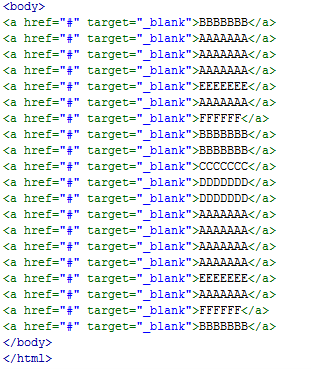 <body>
<a href="#" target="_blank">BBBBBBB</a>
<a href="#" target="_blank">AAAAAAA</a>
<a href="#" target="_blank">AAAAAAA</a>
<a href="#" target="_blank">AAAAAAA</a>
<a href="#" target="_blank">EEEEEEE</a>
<a href="#" target="_blank">AAAAAAA</a>
<a href="#" target="_blank">FFFFFF</a>
<a href="#" target="_blank">BBBBBBB</a>
<a href="#" target="_blank">BBBBBBB</a>
<a href="#" target="_blank">CCCCCCC</a>
<a href="#" target="_blank">DDDDDDD</a>
<a href="#" target="_blank">DDDDDDD</a>
<a href="#" target="_blank">AAAAAAA</a>
<a href="#" target="_blank">AAAAAAA</a>
<a href="#" target="_blank">AAAAAAA</a>
<a href="#" target="_blank">AAAAAAA</a>
<a href="#" target="_blank">EEEEEEE</a>
<a href="#" target="_blank">AAAAAAA</a>
<a href="#" target="_blank">FFFFFF</a>
<a href="#" target="_blank">BBBBBBB</a>
</body>
</html>